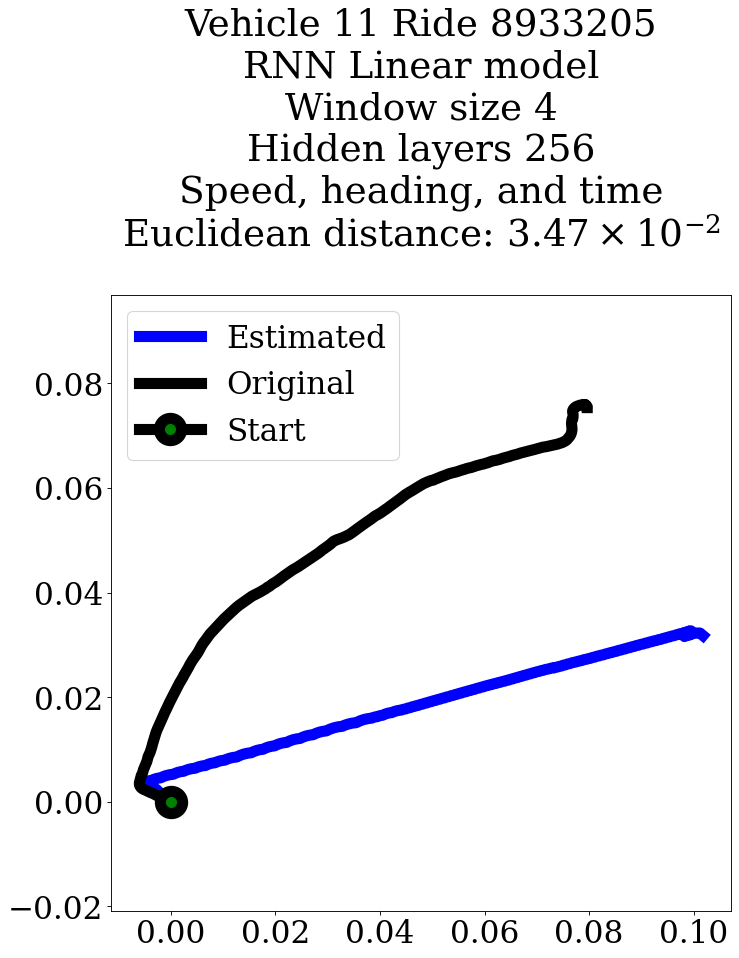 Vehicle 11 Ride 8933205
RNN Linear model
Window size 4
Hidden layers 256
Speed, heading, and time
Euclidean distance: 3.47 × 10⁻²
Estimated
Original
Start
0.08
0.06
0.04
0.02
0.00
−0.02
0.00 0.02 0.04 0.06 0.08 0.10